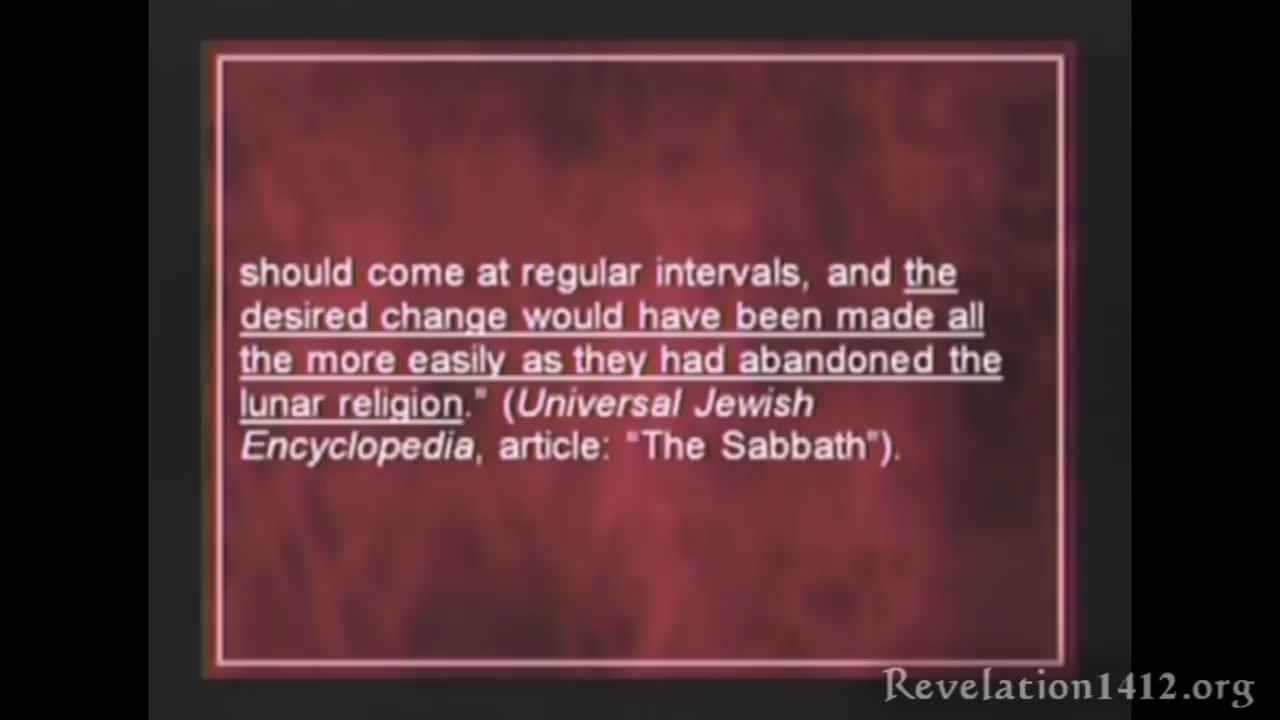 should come at regular intervals, and the
desired change would have been made all
the more easily as they had abandoned the
lunar religion." (Universal Jewish
Encyclopedia, article: "The Sabbath").
Revelation1412.org